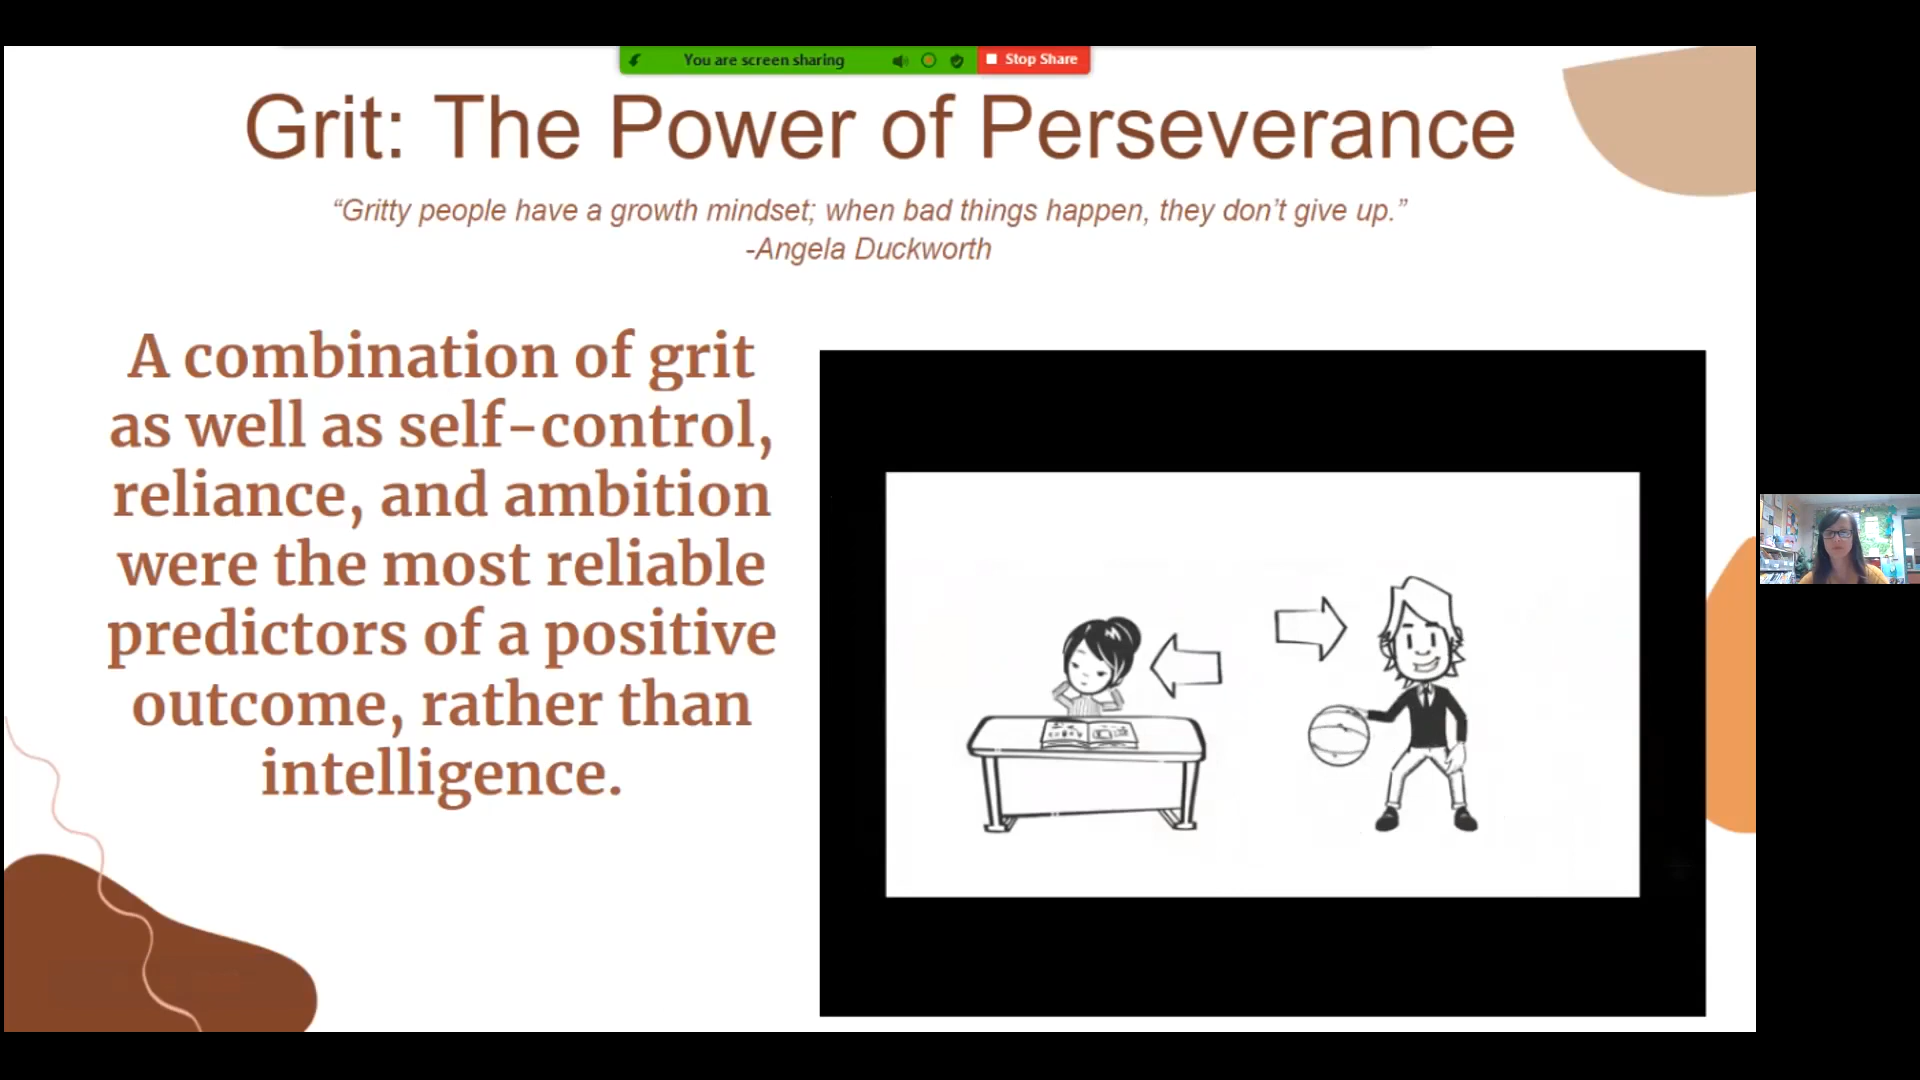 You are screen sharing
Stop Share
Grit: The Power of Perseverance
“Gritty people have a growth mindset; when bad things happen, they don’t give up.”
-Angela Duckworth
A combination of grit
as well as self-control,
reliance, and ambition
were the most reliable
predictors of a positive
outcome, rather than
intelligence.